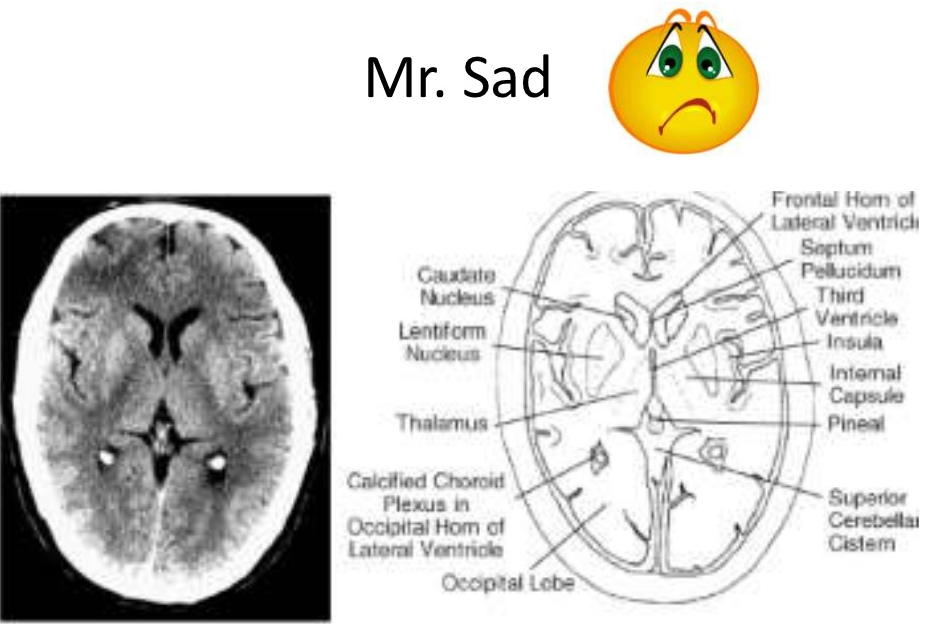 Mr. Sad
Frontal Horn of
Lateral Ventricle
Septum
Pellucidum
Caudate
Nucleus
Third
Ventricle
Lentiform
Nucleus
Insula
Internal
Capsule
Thalamus
Pineal
Calcified Choroid
Plexus in
Occipital Horn of
Lateral Ventricle
Superior
Cerebellar
Cistern
Occipital Lobe